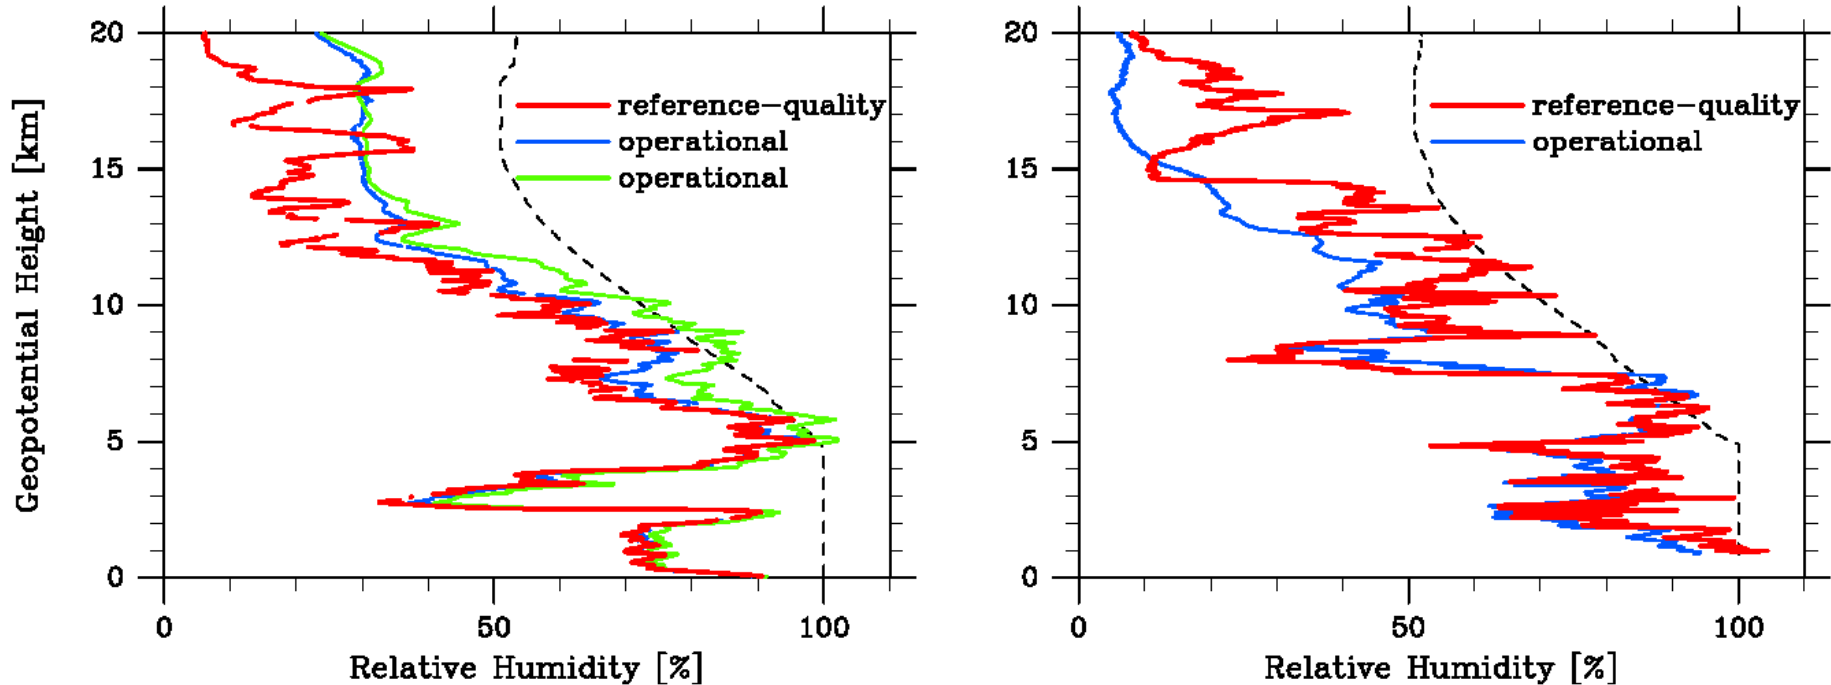 Geopotential Height [km]
20
15
10
5
0
0
50
100
Relative Humidity [%]
reference-quality
operational
operational
20
15
10
5
0
0
50
100
Relative Humidity [%]
reference-quality
operational